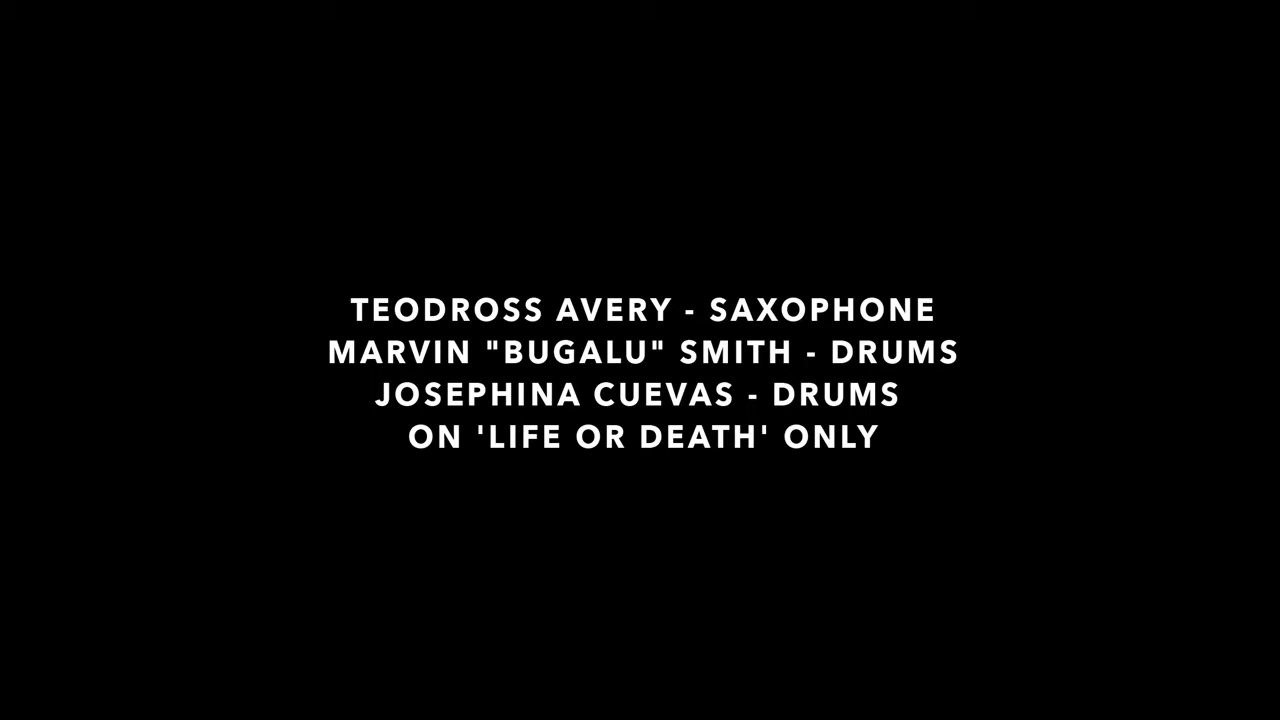 TEODROSS AVERY - SAXOPHONE
MARVIN "BUGALU" SMITH - DRUMS
JOSEPHINA CUEVAS - DRUMS
ON 'LIFE OR DEATH' ONLY